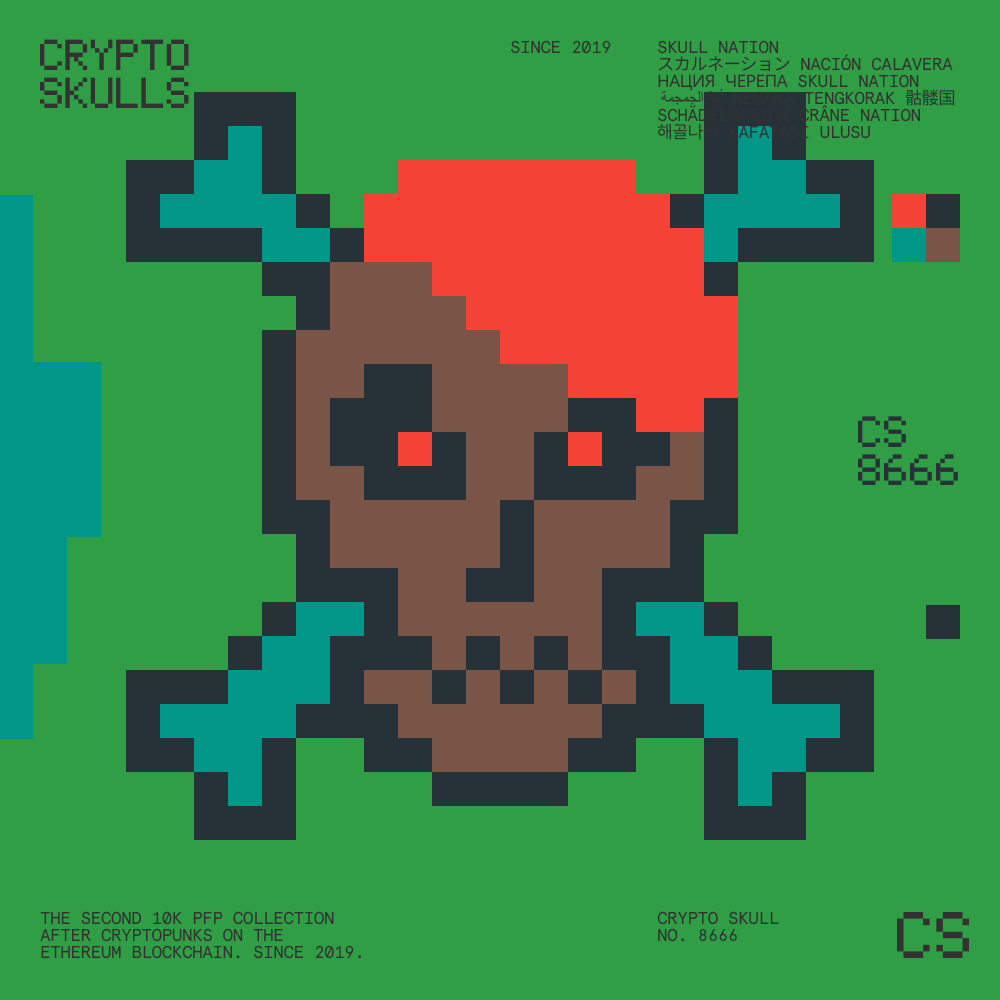 CRYPTO
SKULLS
SINCE 2019
SKULL NATION
スカルネーション NACIÓN CALAVERA
НАЦИЯ ЧЕРЕПА SKULL NATION
TENGKORAK 骷髅国
CRÂNE NATION
해골나 ULUSU
CS
8666
THE SECOND 10K PFP COLLECTION
AFTER CRYPTOPUNKS ON THE
ETHEREUM BLOCKCHAIN. SINCE 2019.
CRYPTO SKULL
NO. 8666
CS